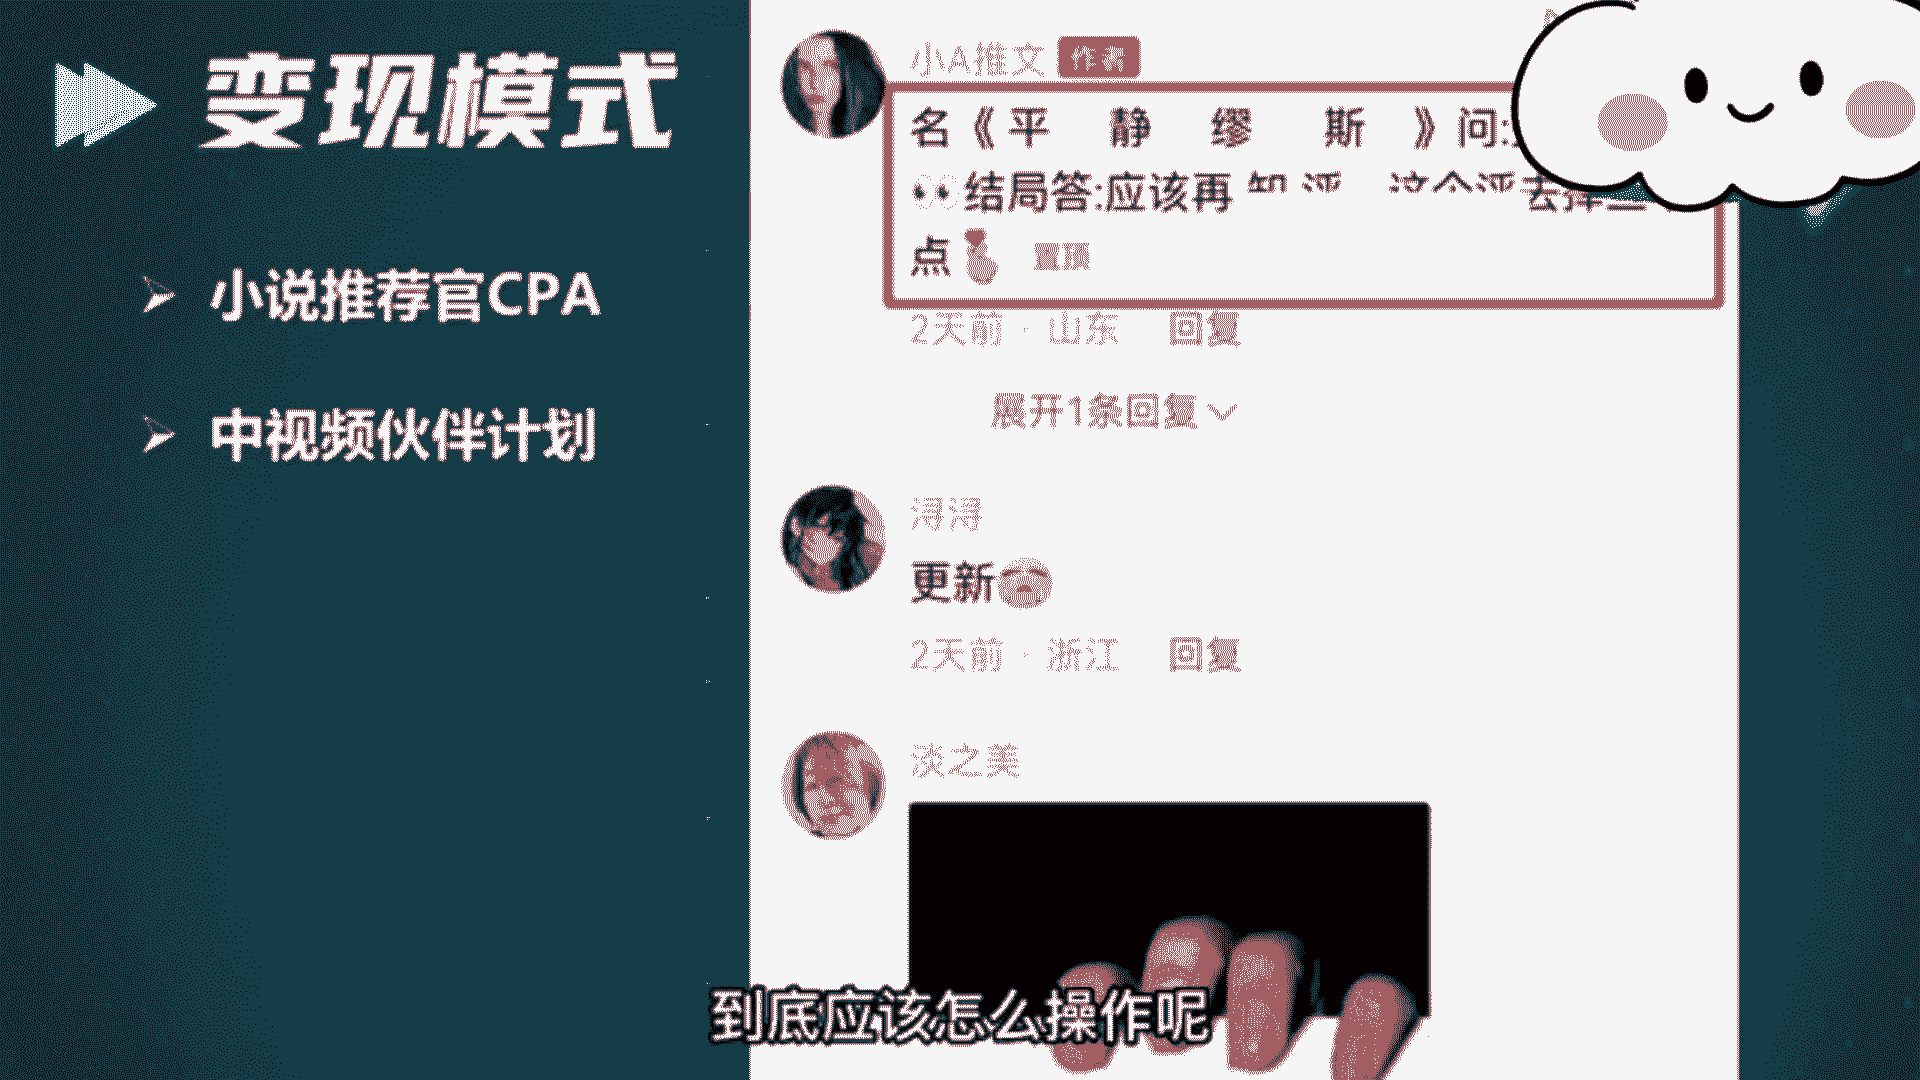 变现模式
小说推荐官CPA
中视频伙伴计划
小A推文 作者
名《平 静 缪 斯 》问:
结局答:应该再
点 置顶
2天前 · 山东 回复
展开1条回复
浔浔
更新
2天前 · 浙江 回复
淡之美
到底应该怎么操作呢